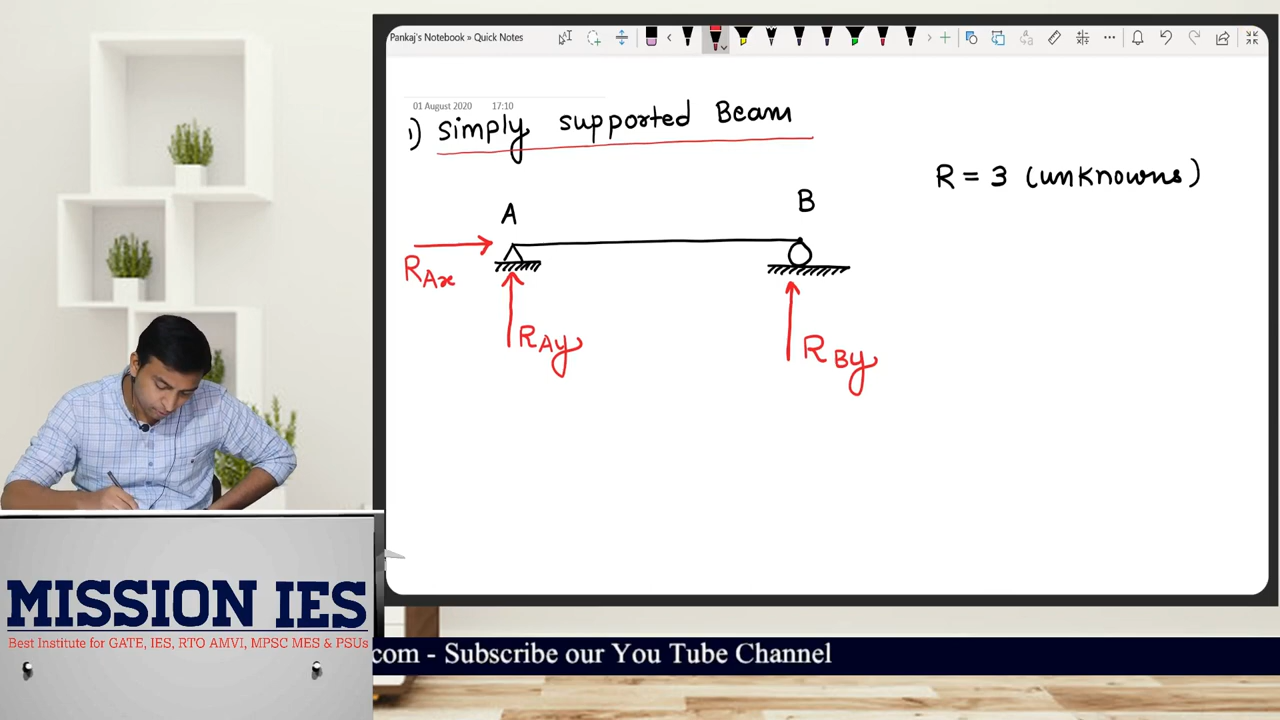 Pankaj's Notebook » Quick Notes
01 August 2020 17:10
1) simply supported Beam
R = 3 (unknowns)
A
B
RAx
RAy
RBy
MISSION IES
Best Institute for GATE, IES, RTO AMVI, MPSC MES & PSUs
com - Subscribe our You Tube Channel